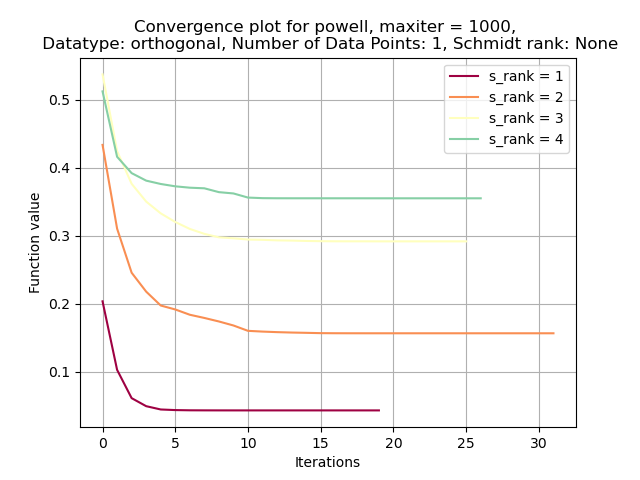 Convergence plot for powell, maxiter = 1000,
Datatype: orthogonal, Number of Data Points: 1, Schmidt rank: None
s_rank = 1
s_rank = 2
s_rank = 3
s_rank = 4
Function value
0.5
0.4
0.3
0.2
0.1
0 5 10 15 20 25 30
Iterations